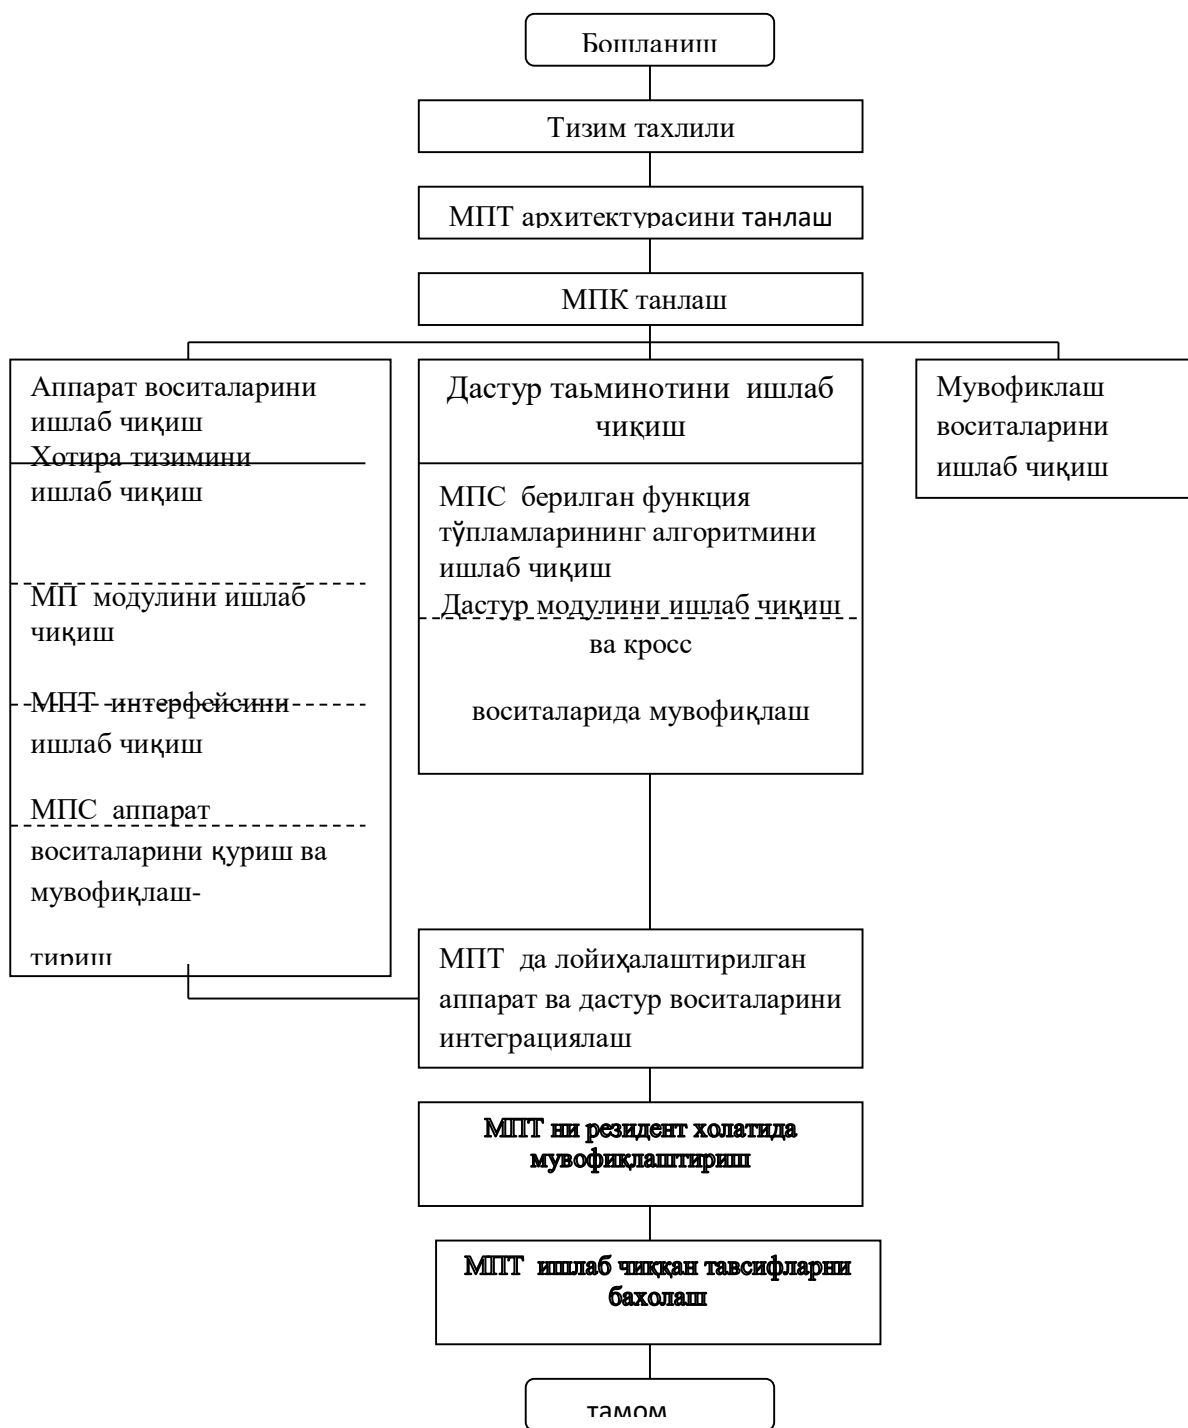 Бошланиш
Тизим тахлили
МПТ архитектурасини танлаш
МПК танлаш
Аппарат воситаларини
ишлаб чиқиш
Хотира тизимини
ишлаб чиқиш
МП модулини ишлаб
чиқиш
МПТ интерфейсини
ишлаб чиқиш
МПС аппарат
воситаларини қуриш ва
мувофиқлаш-
тириш
Дастур таьминотини ишлаб
чиқиш
МПС берилган функция
тўпламларининг алгоритмини
ишлаб чиқиш
Дастур модулини ишлаб чиқиш
ва кросс
воситаларида мувофиқлаш
Мувофиклаш
воситаларини
ишлаб чиқиш
МПТ да лойиҳалаштирилган
аппарат ва дастур воситаларини
интеграциялаш
МПТ ни резидент холатида
мувофиқлаштириш
МПТ ишлаб чиққан тавсифларни
бахолаш
тамом